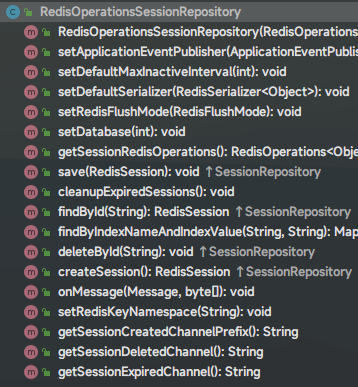 RedisOperationsSessionRepository
RedisOperationsSessionRepository(RedisOperations
setApplicationEventPublisher(ApplicationEventPublis
setDefaultMaxInactiveInterval(int): void
setDefaultSerializer(RedisSerializer<Object>): void
setRedisFlushMode(RedisFlushMode): void
setDatabase(int): void
getSessionRedisOperations(): RedisOperations<Obje
save(RedisSession): void ↑SessionRepository
cleanupExpiredSessions(): void
findById(String): RedisSession ↑SessionRepository
findByIndexNameAndIndexValue(String, String): Map
deleteById(String): void ↑SessionRepository
createSession(): RedisSession ↑SessionRepository
onMessage(Message, byte[]): void
setRedisKeyNamespace(String): void
getSessionCreatedChannelPrefix(): String
getSessionDeletedChannel(): String
getSessionExpiredChannel(): String